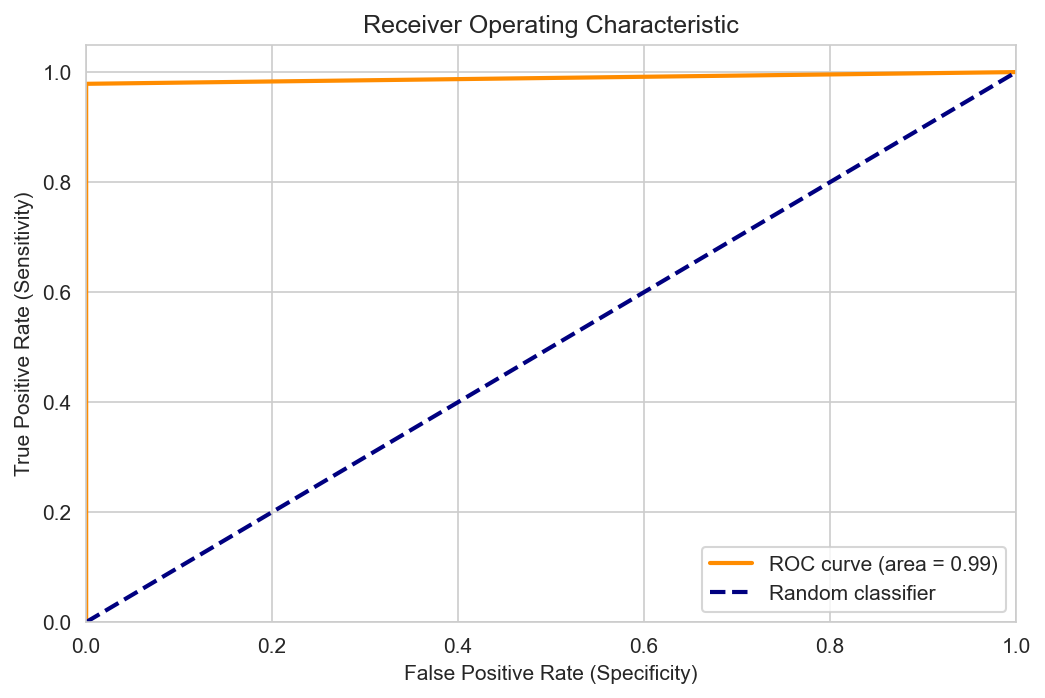 Receiver Operating Characteristic
True Positive Rate (Sensitivity)
1.0
0.8
0.6
0.4
0.2
0.0
ROC curve (area = 0.99)
Random classifier
0.0 0.2 0.4 0.6 0.8 1.0
False Positive Rate (Specificity)